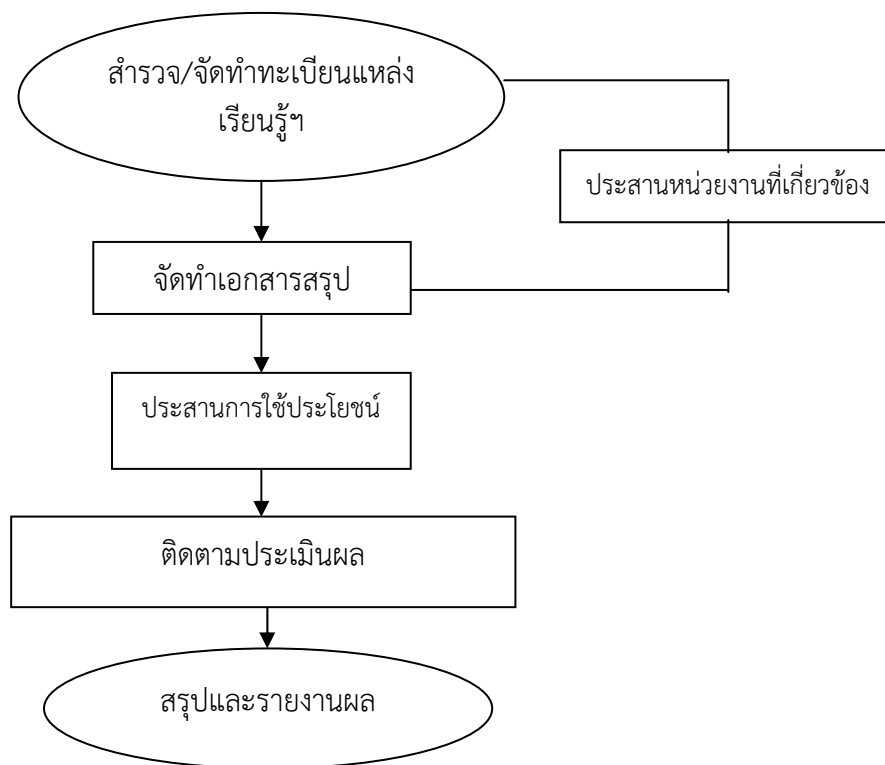 สำรวจ/จัดทำทะเบียนแหล่ง
เรียนรู้ฯ
ประสานหน่วยงานที่เกี่ยวข้อง
จัดทำเอกสารสรุป
ประสานการใช้ประโยชน์
ติดตามประเมินผล
สรุปและรายงานผล